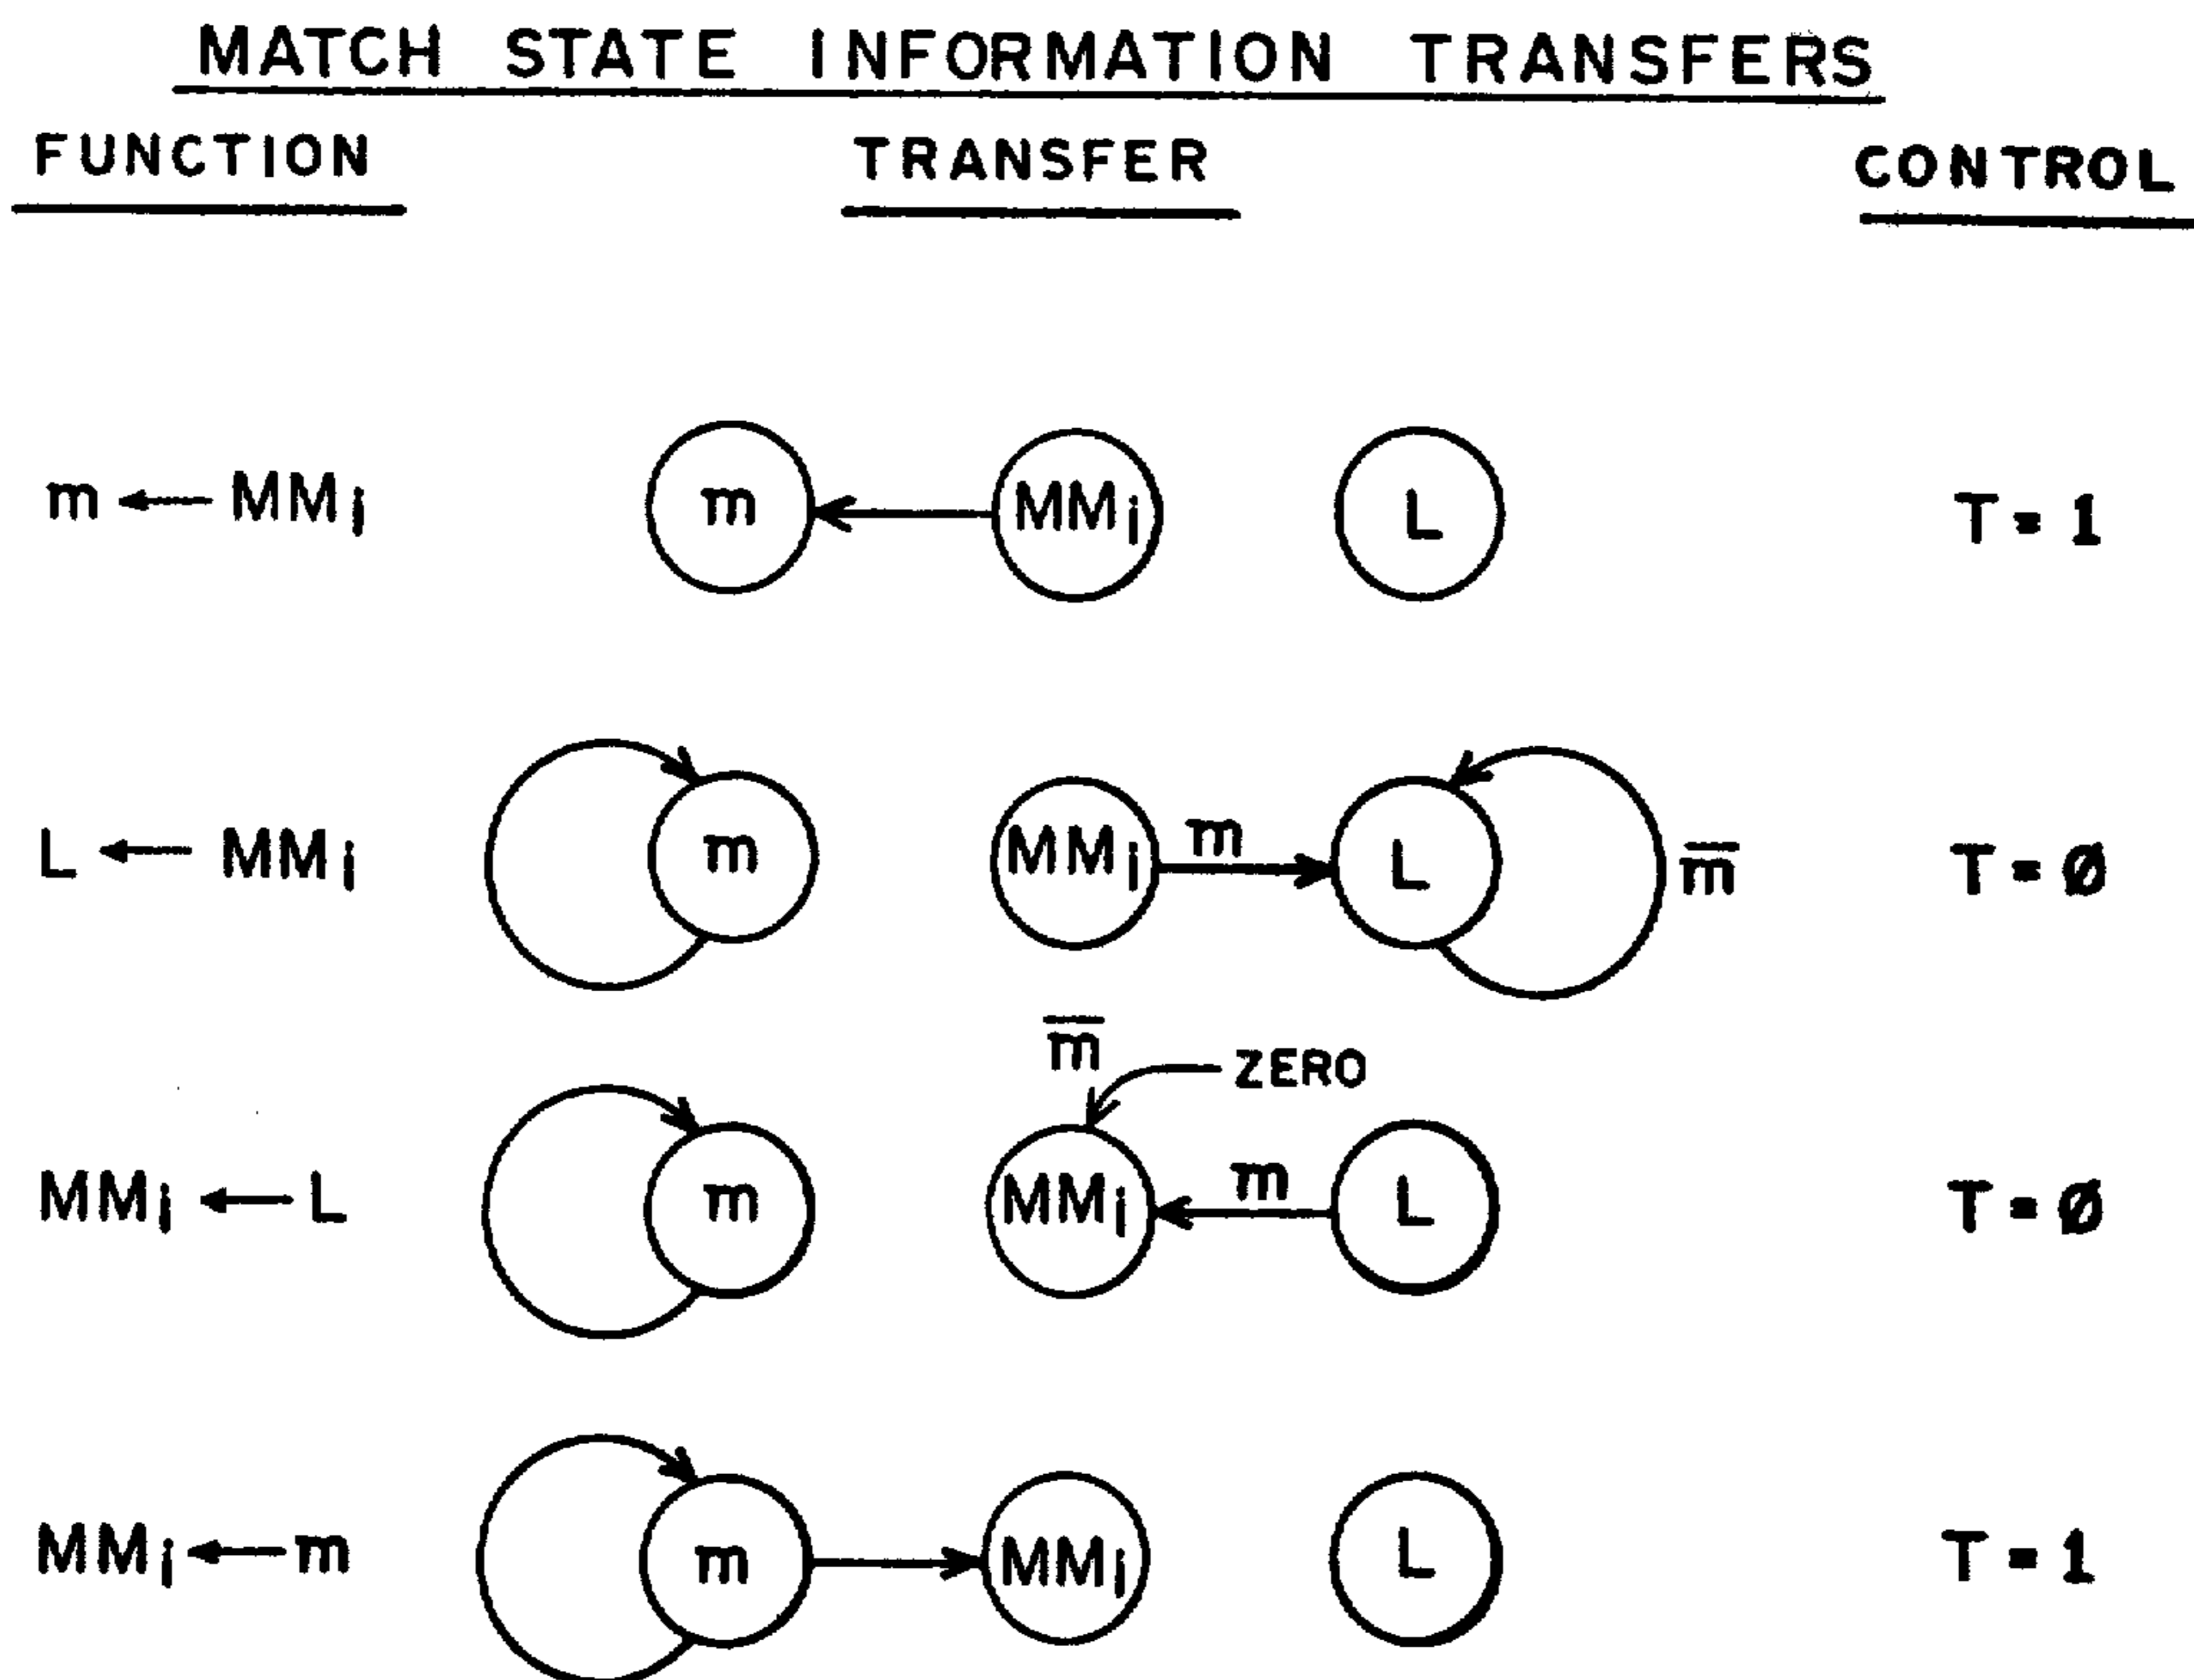 MATCH STATE INFORMATION TRANSFERS
FUNCTION TRANSFER CONTROL
m ← MMi m MMi L T = 1
L ← MMi m MMi m L m̅ T = Ø
m̅ ZERO
MMi ← L m MMi m L T = Ø
MMi ← m m MMi L T = 1